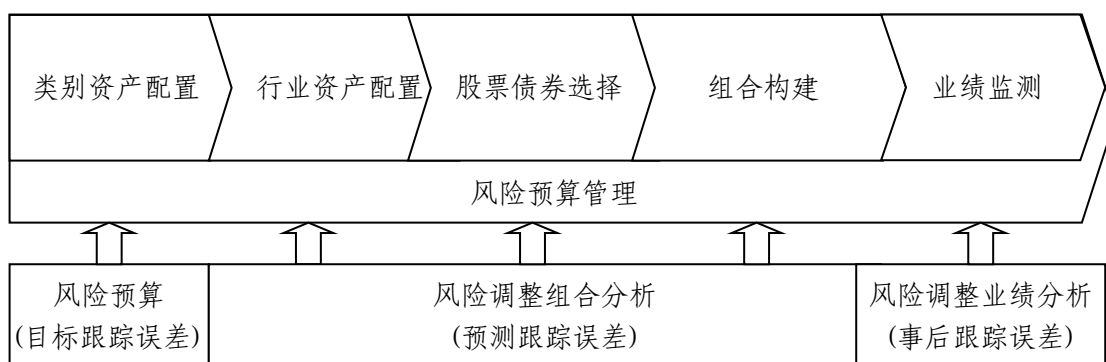 类别资产配置
行业资产配置
股票债券选择
组合构建
业绩监测
风险预算管理
风险预算
(目标跟踪误差)
风险调整组合分析
(预测跟踪误差)
风险调整业绩分析
(事后跟踪误差)